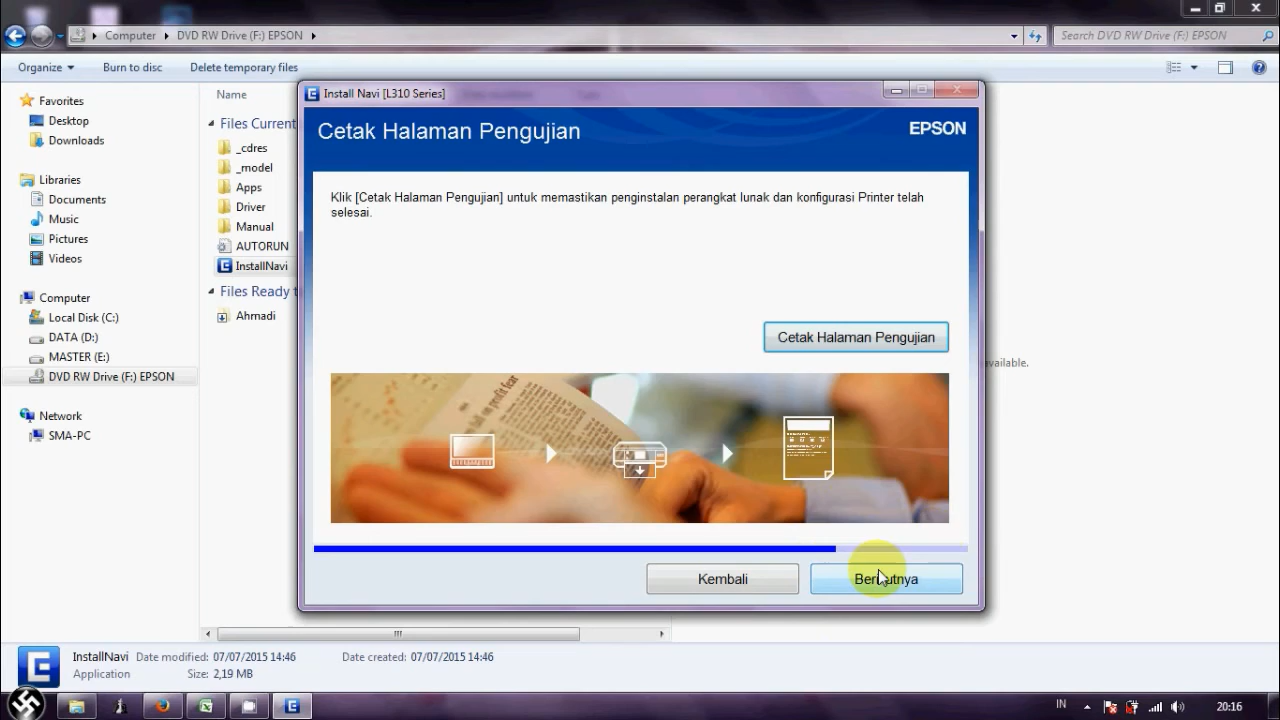 Computer
DVD RW Drive (F:) EPSON
Search DVD RW Drive (F:) EPSON
Organize
Burn to disc
Delete temporary files
Favorites
Desktop
Downloads
Libraries
Documents
Music
Pictures
Videos
Computer
Local Disk (C:)
DATA (D:)
MASTER (E:)
DVD RW Drive (F:) EPSON
Network
SMA-PC
Name
Files Current
_cdres
_model
Apps
Driver
Manual
AUTORUN
InstallNavi
Files Ready t
Ahmadi
Install Navi [L310 Series]
Cetak Halaman Pengujian
EPSON
Klik [Cetak Halaman Pengujian] untuk memastikan penginstalan perangkat lunak dan konfigurasi Printer telah
selesai.
Cetak Halaman Pengujian
available.
Kembali
Berikutnya
InstallNavi
Date modified: 07/07/2015 14:46
Date created: 07/07/2015 14:46
Application
Size: 2,19 MB
IN
20:16